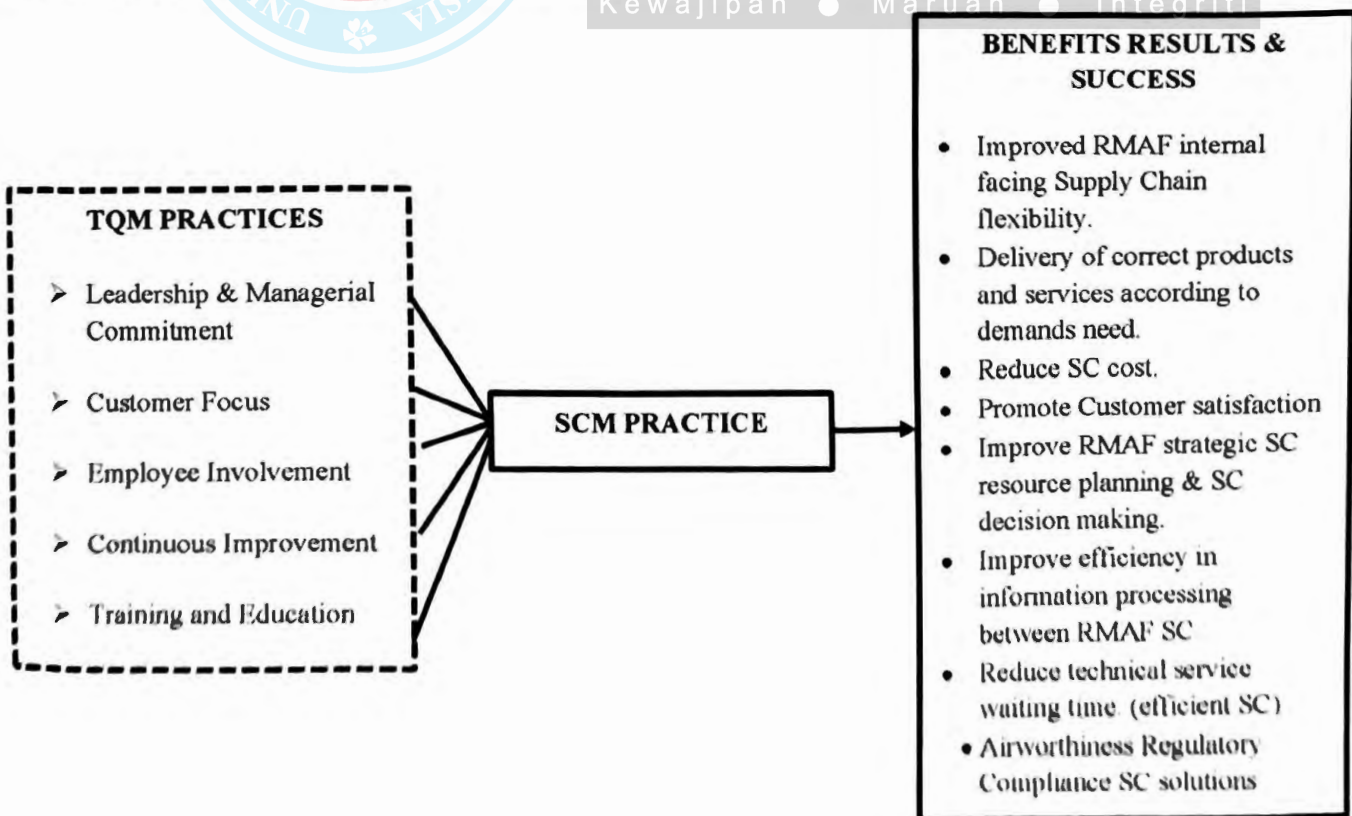 UNI
YSIA
Kewajipan ● Maruah ● Integriti
TQM PRACTICES
➢ Leadership & Managerial
Commitment
➢ Customer Focus
➢ Employee Involvement
➢ Continuous Improvement
➢ Training and Education
SCM PRACTICE
BENEFITS RESULTS &
SUCCESS
• Improved RMAF internal
facing Supply Chain
flexibility.
• Delivery of correct products
and services according to
demands need.
• Reduce SC cost.
• Promote Customer satisfaction
• Improve RMAF strategic SC
resource planning & SC
decision making.
• Improve efficiency in
information processing
between RMAF SC
• Reduce technical service
waiting time. (efficient SC)
• Airworthiness Regulatory
Compliance SC solutions